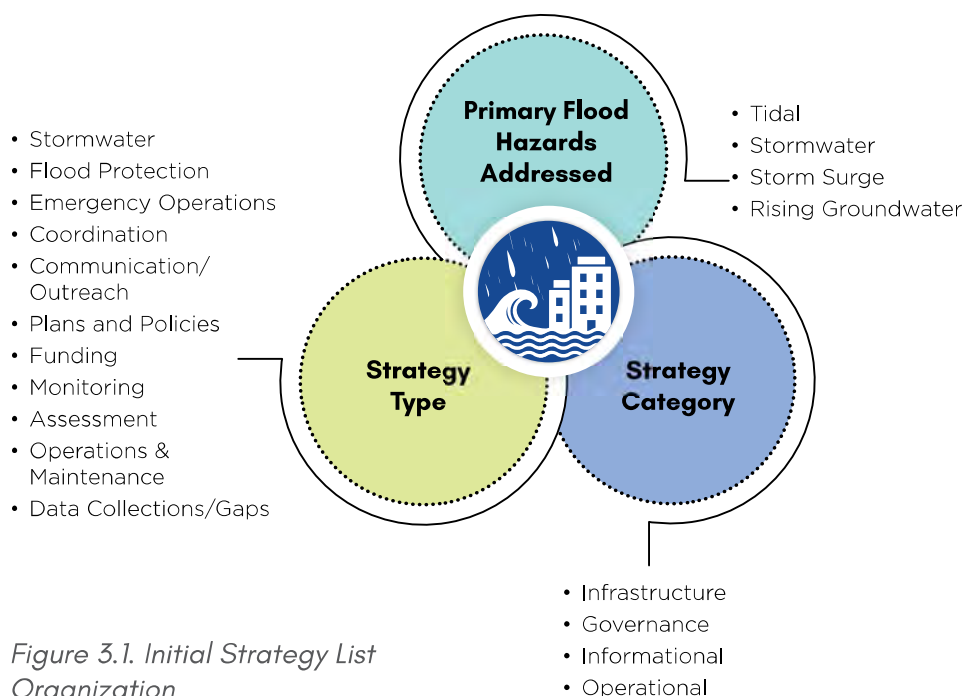 Primary Flood
Hazards
Addressed
• Tidal
• Stormwater
• Storm Surge
• Rising Groundwater
• Stormwater
• Flood Protection
• Emergency Operations
• Coordination
• Communication/
Outreach
• Plans and Policies
• Funding
• Monitoring
• Assessment
• Operations &
Maintenance
• Data Collections/Gaps
Strategy
Type
Strategy
Category
• Infrastructure
• Governance
• Informational
• Operational
Figure 3.1. Initial Strategy List
Organization